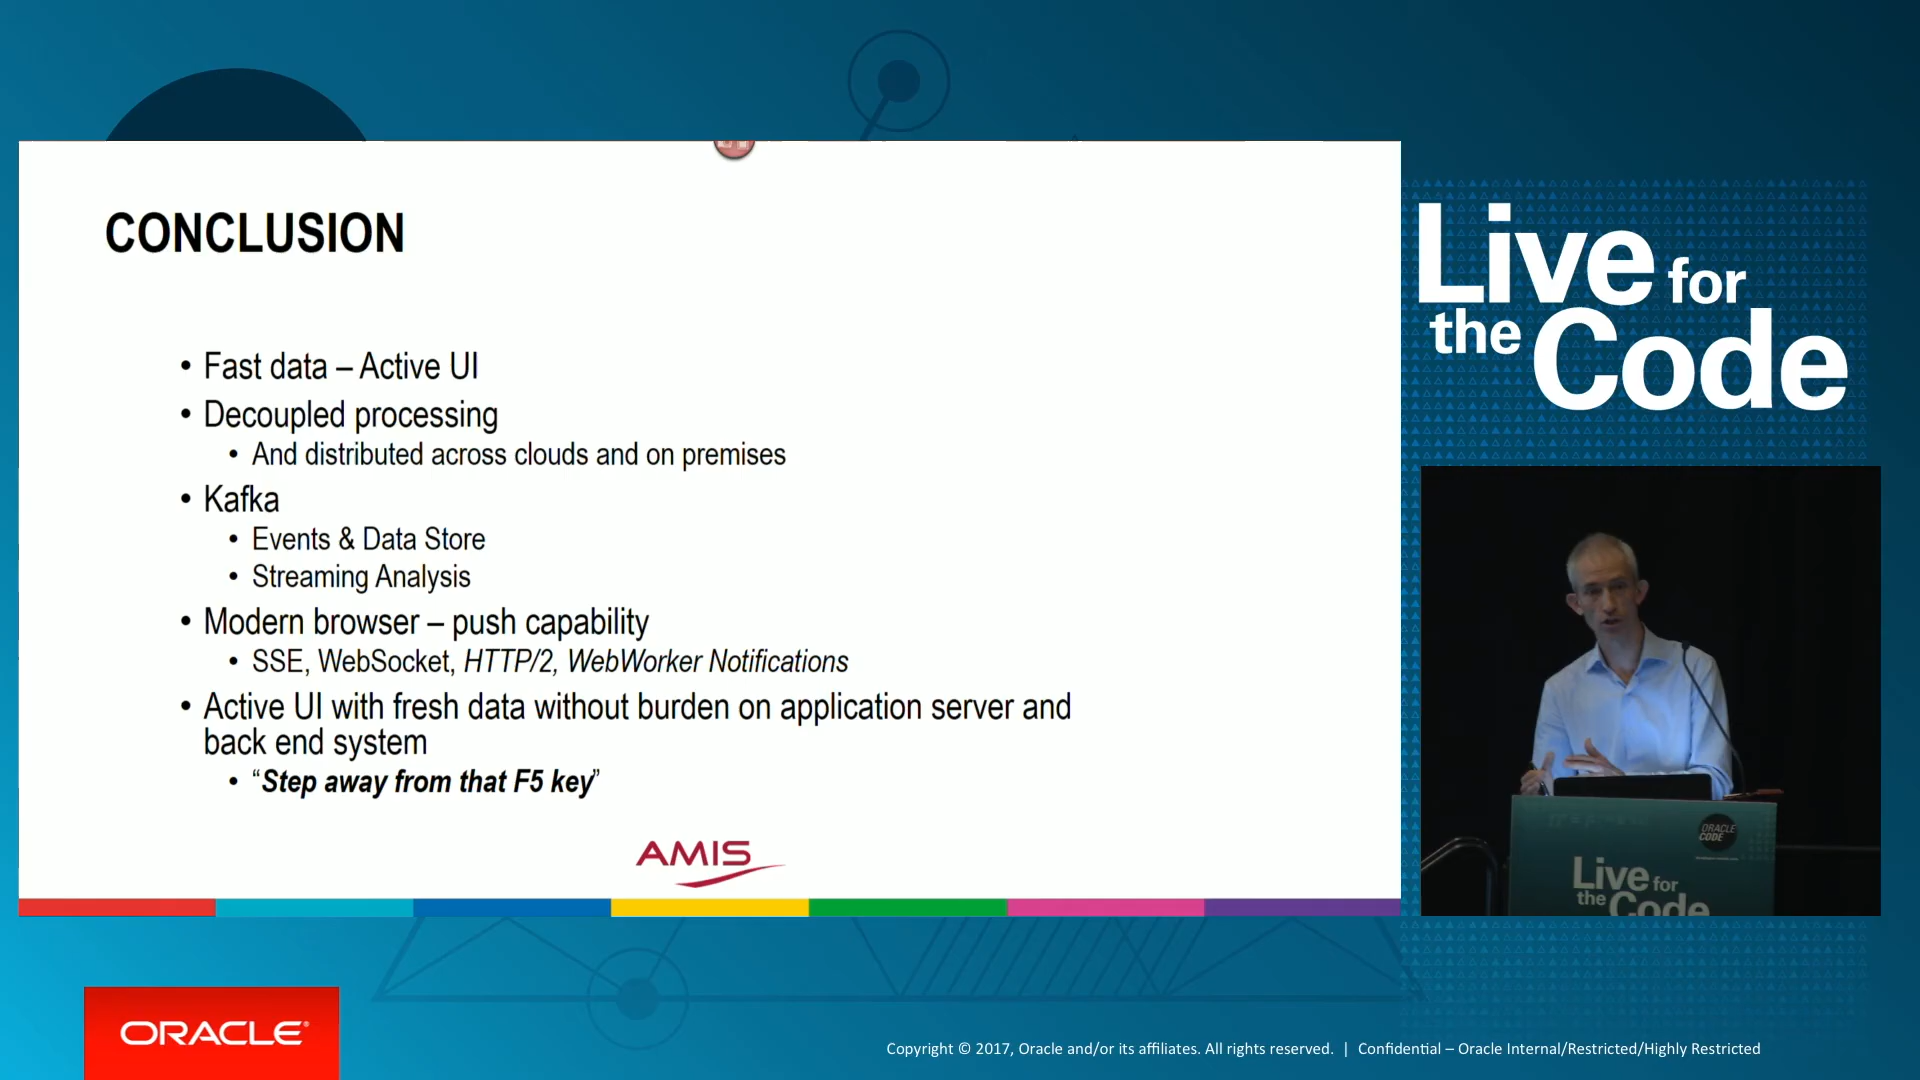 CONCLUSION
• Fast data – Active UI
• Decoupled processing
• And distributed across clouds and on premises
• Kafka
• Events & Data Store
• Streaming Analysis
• Modern browser – push capability
• SSE, WebSocket, HTTP/2, WebWorker Notifications
• Active UI with fresh data without burden on application server and
back end system
• “Step away from that F5 key”
AMIS
Live for
the Code
ORACLE
CODE
Live for
the Code
ORACLE®
Copyright © 2017, Oracle and/or its affiliates. All rights reserved. | Confidential – Oracle Internal/Restricted/Highly Restricted